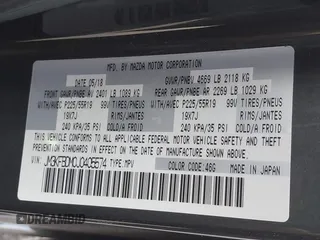 MFD. BY:MAZDA MOTOR CORPORATION
DATE: 05/18 GVWR/PNBV 4669 LB 2118 KG
FRONT GAWR/PNBE AV 2401 LB 1089 KG REAR GAWR/PNBE AR 2269 LB 1029 KG
WITH/AVEC P225/55R19 99V TIRES/PNEUS WITH/AVEC P225/55R19 99V TIRES/PNEUS
19X7J RIMS/JANTES 19X7J RIMS/JANTES
240 KPA/35 PSI COLD/A FROID 240 KPA/35 PSI COLD/A FROID
THIS VEHICLE CONFORMS TO ALL APPLICABLE FEDERAL MOTOR VEHICLE
SAFETY STANDARDS IN EFFECT ON THE DATE OF MANUFACTURE SHOWN ABOVE.
TYPE:MPV
COLOR CODE:46G MADE IN JAPAN
DREAMBID